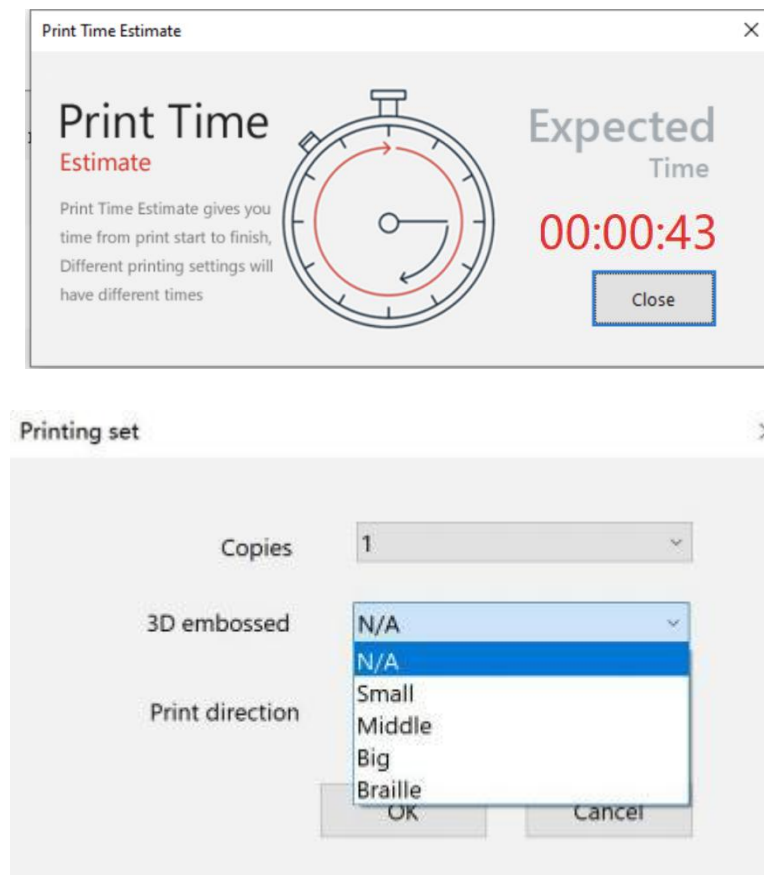 Print Time Estimate
Print Time
Estimate
Print Time Estimate gives you
time from print start to finish,
Different printing settings will
have different times
Expected
Time
00:00:43
Close
Printing set
Copies
1
3D embossed
N/A
N/A
Small
Middle
Big
Braille
Print direction
OK
Cancel